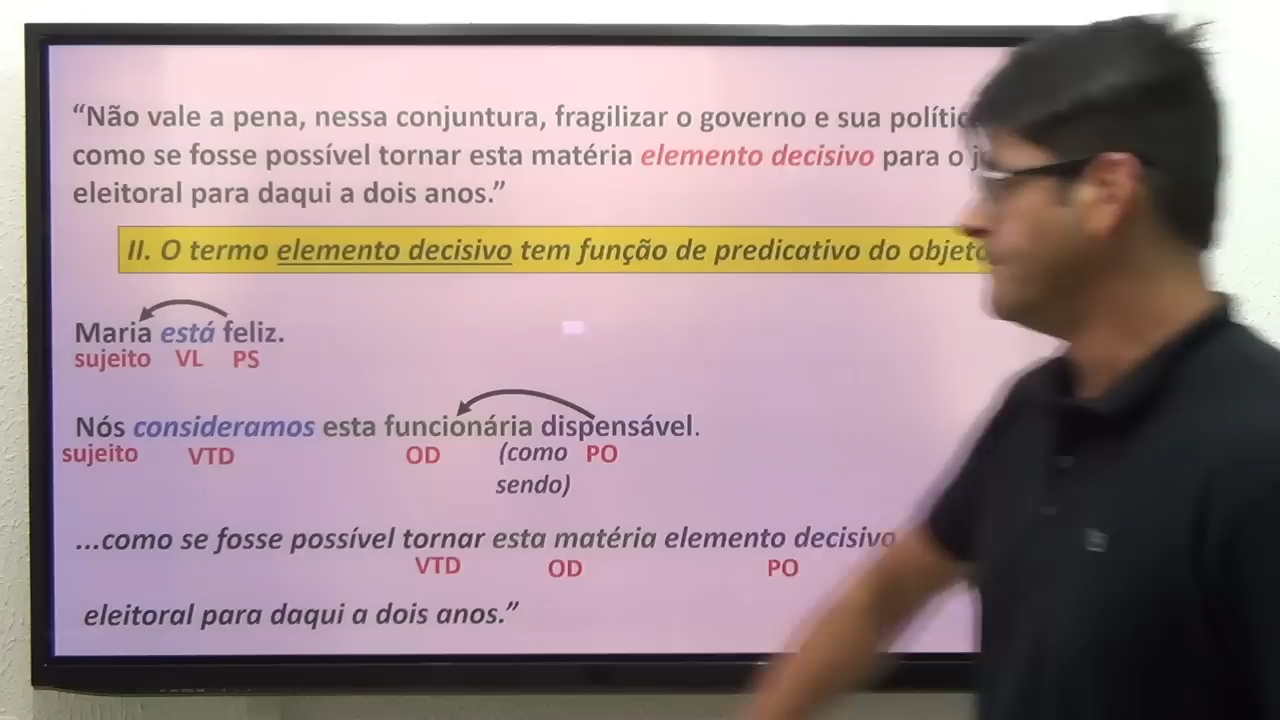 “Não vale a pena, nessa conjuntura, fragilizar o governo e sua
como se fosse possível tornar esta matéria elemento decisivo para o
eleitoral para daqui a dois anos.”
II. O termo elemento decisivo tem função de predicativo do
Maria está feliz.
sujeito VL PS
Nós consideramos esta funcionária dispensável.
sujeito VTD OD (como PO
sendo)
...como se fosse possível tornar esta matéria elemento decisivo
VTD OD PO
eleitoral para daqui a dois anos.”